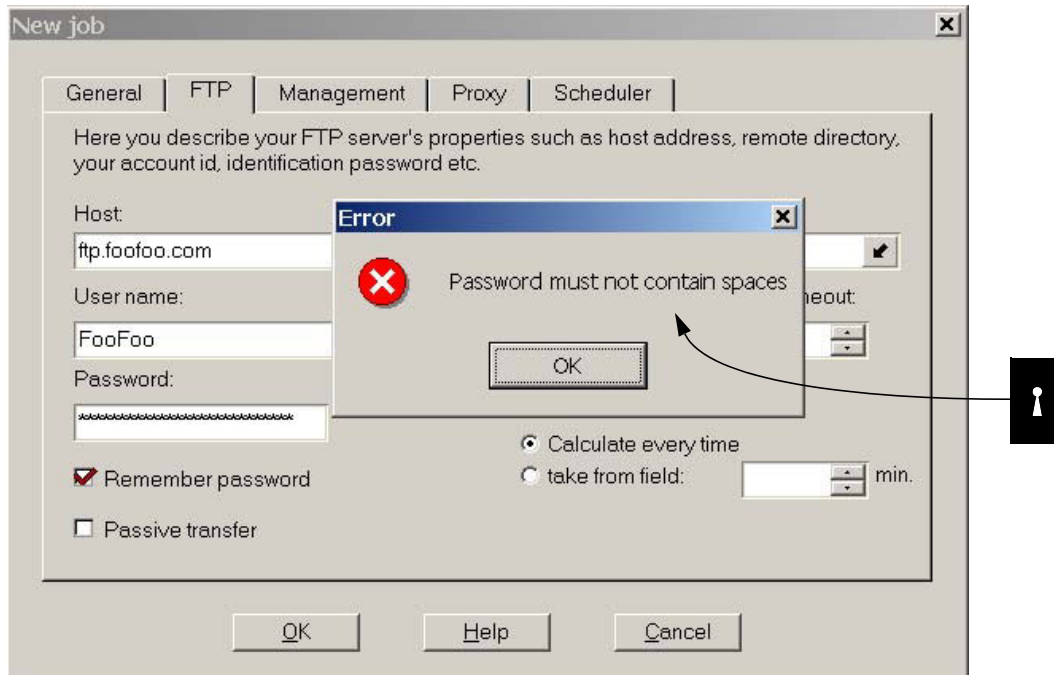 New job
General FTP Management Proxy Scheduler
Here you describe your FTP server's properties such as host address, remote directory,
your account id, identification password etc.
Host:
ftp.foofoo.com
Error
Password must not contain spaces
OK
User name:
FooFoo
eout:
Password:
****************************
Calculate every time
take from field:
min.
Remember password
Passive transfer
OK Help Cancel